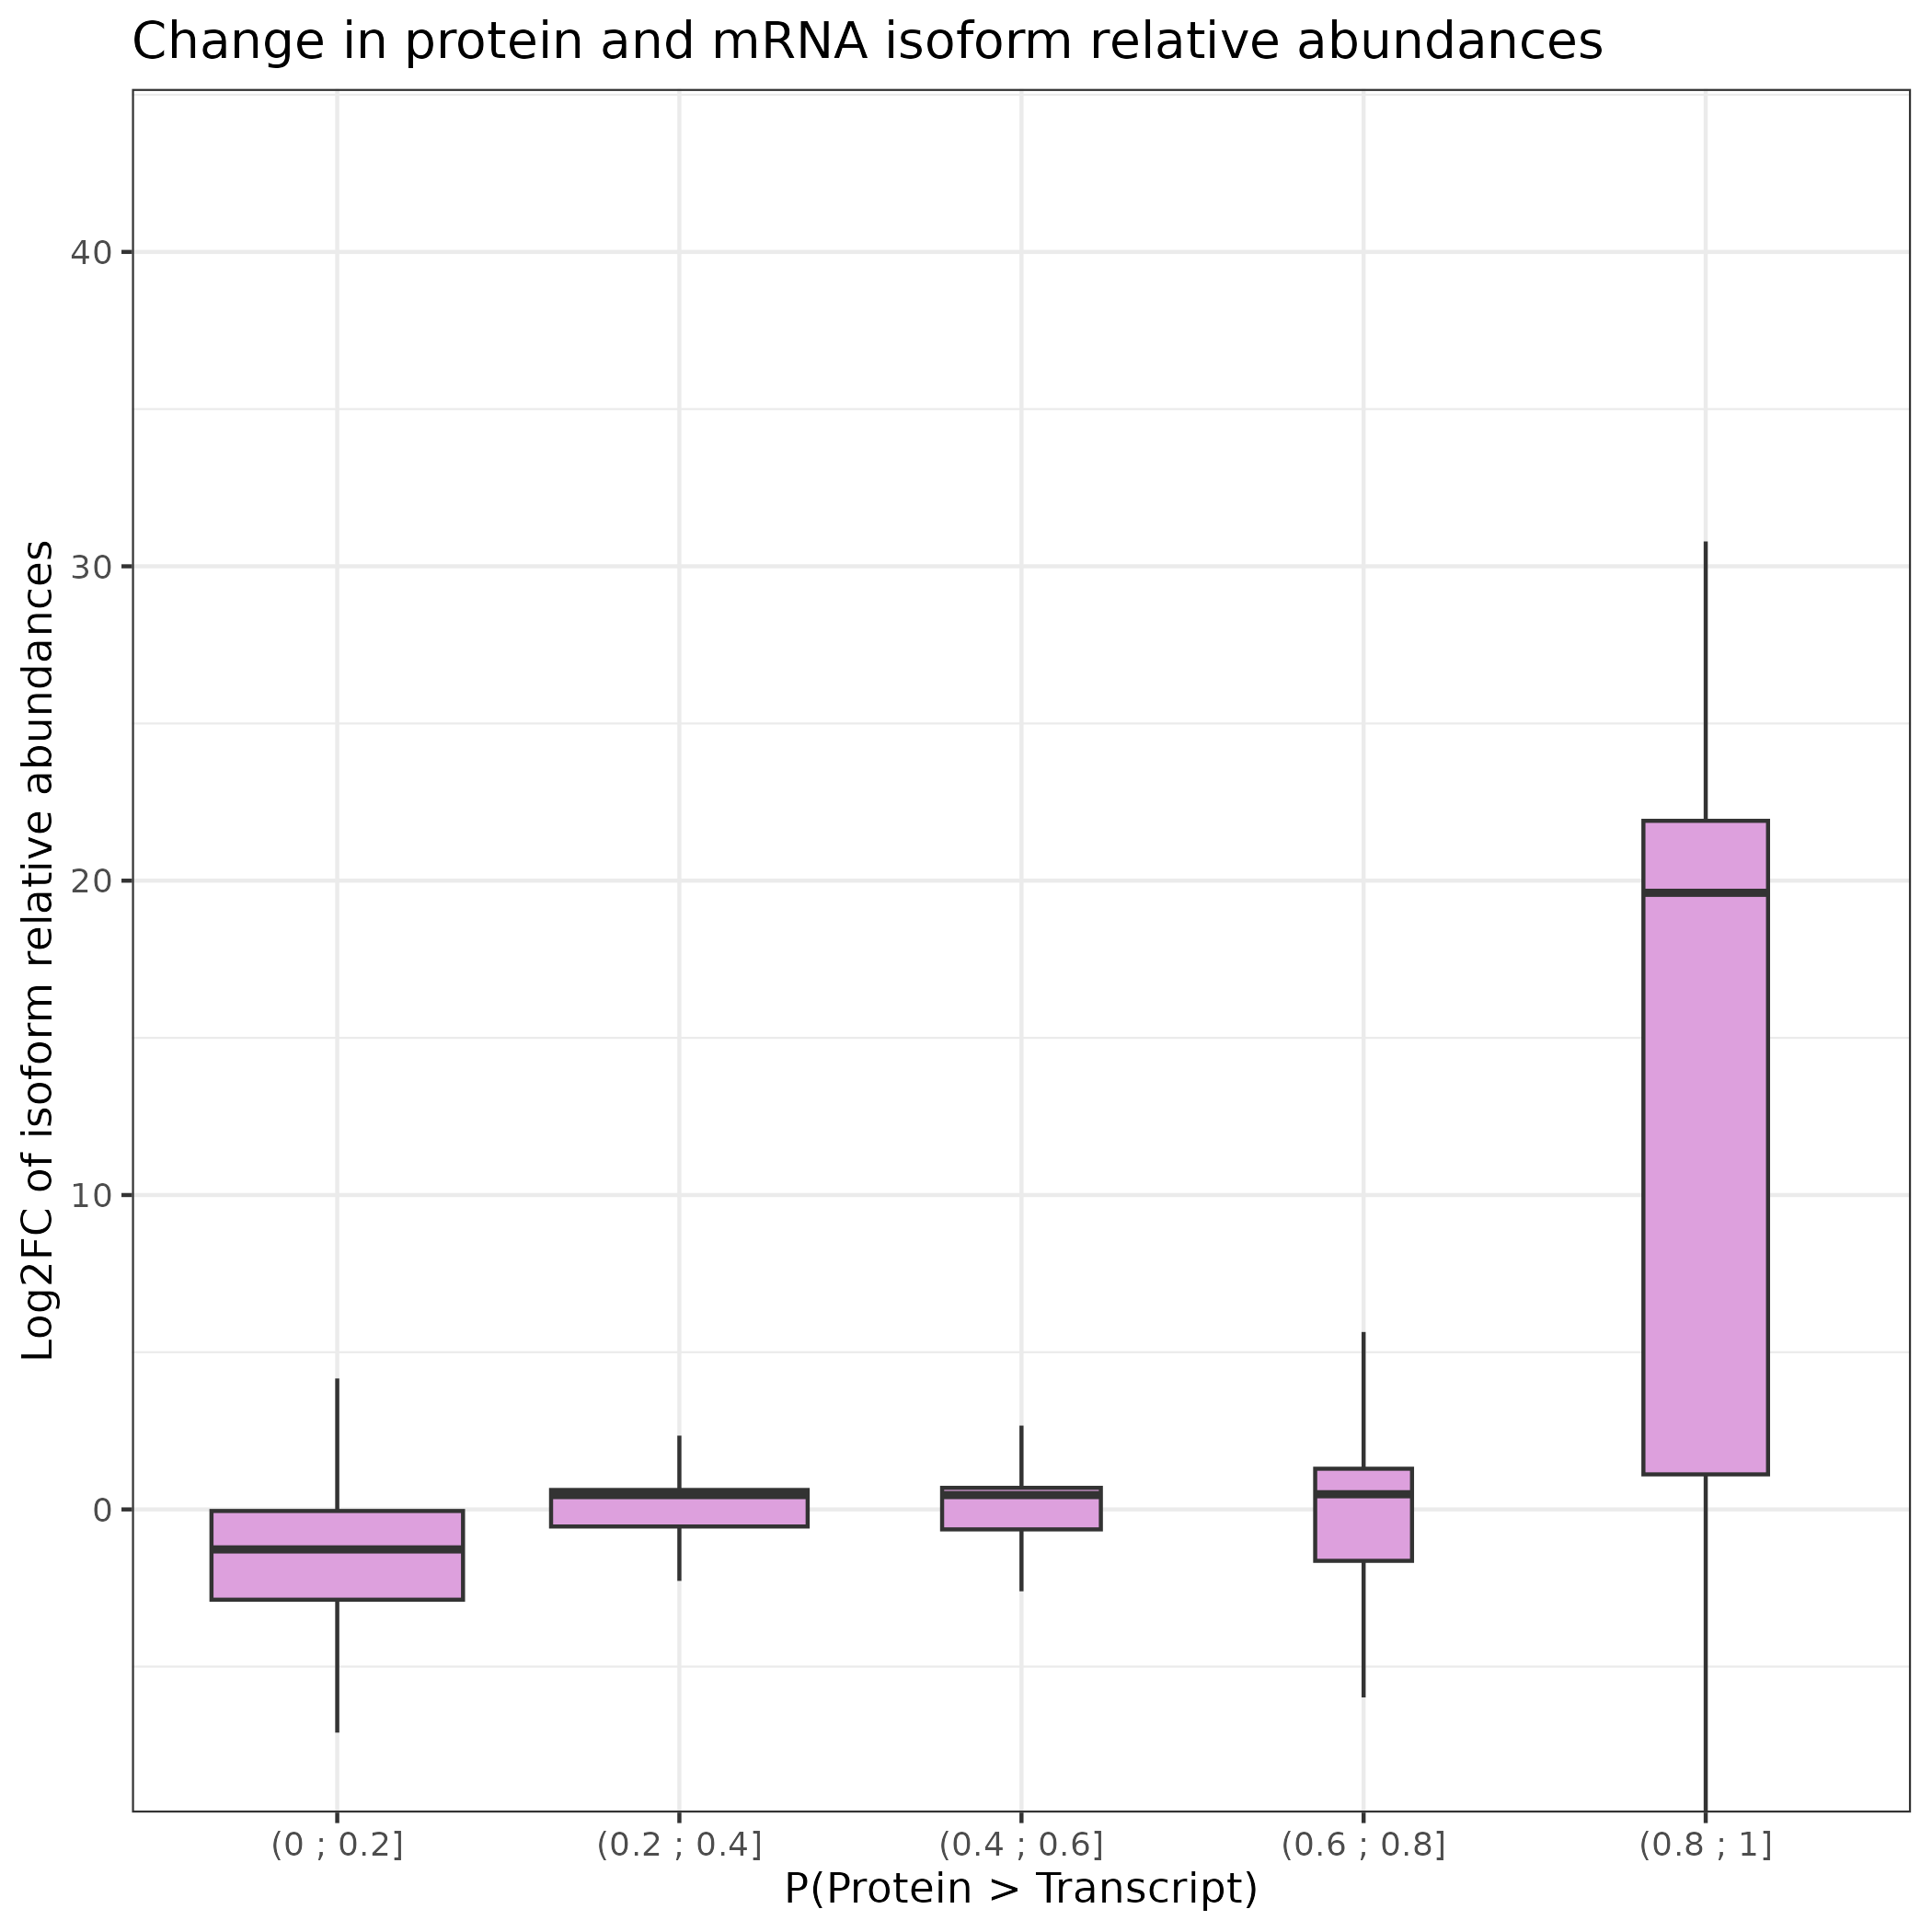 Change in protein and mRNA isoform relative abundances
Log2FC of isoform relative abundances
40
30
20
10
0
(0 ; 0.2]
(0.2 ; 0.4]
(0.4 ; 0.6]
(0.6 ; 0.8]
(0.8 ; 1]
P(Protein > Transcript)